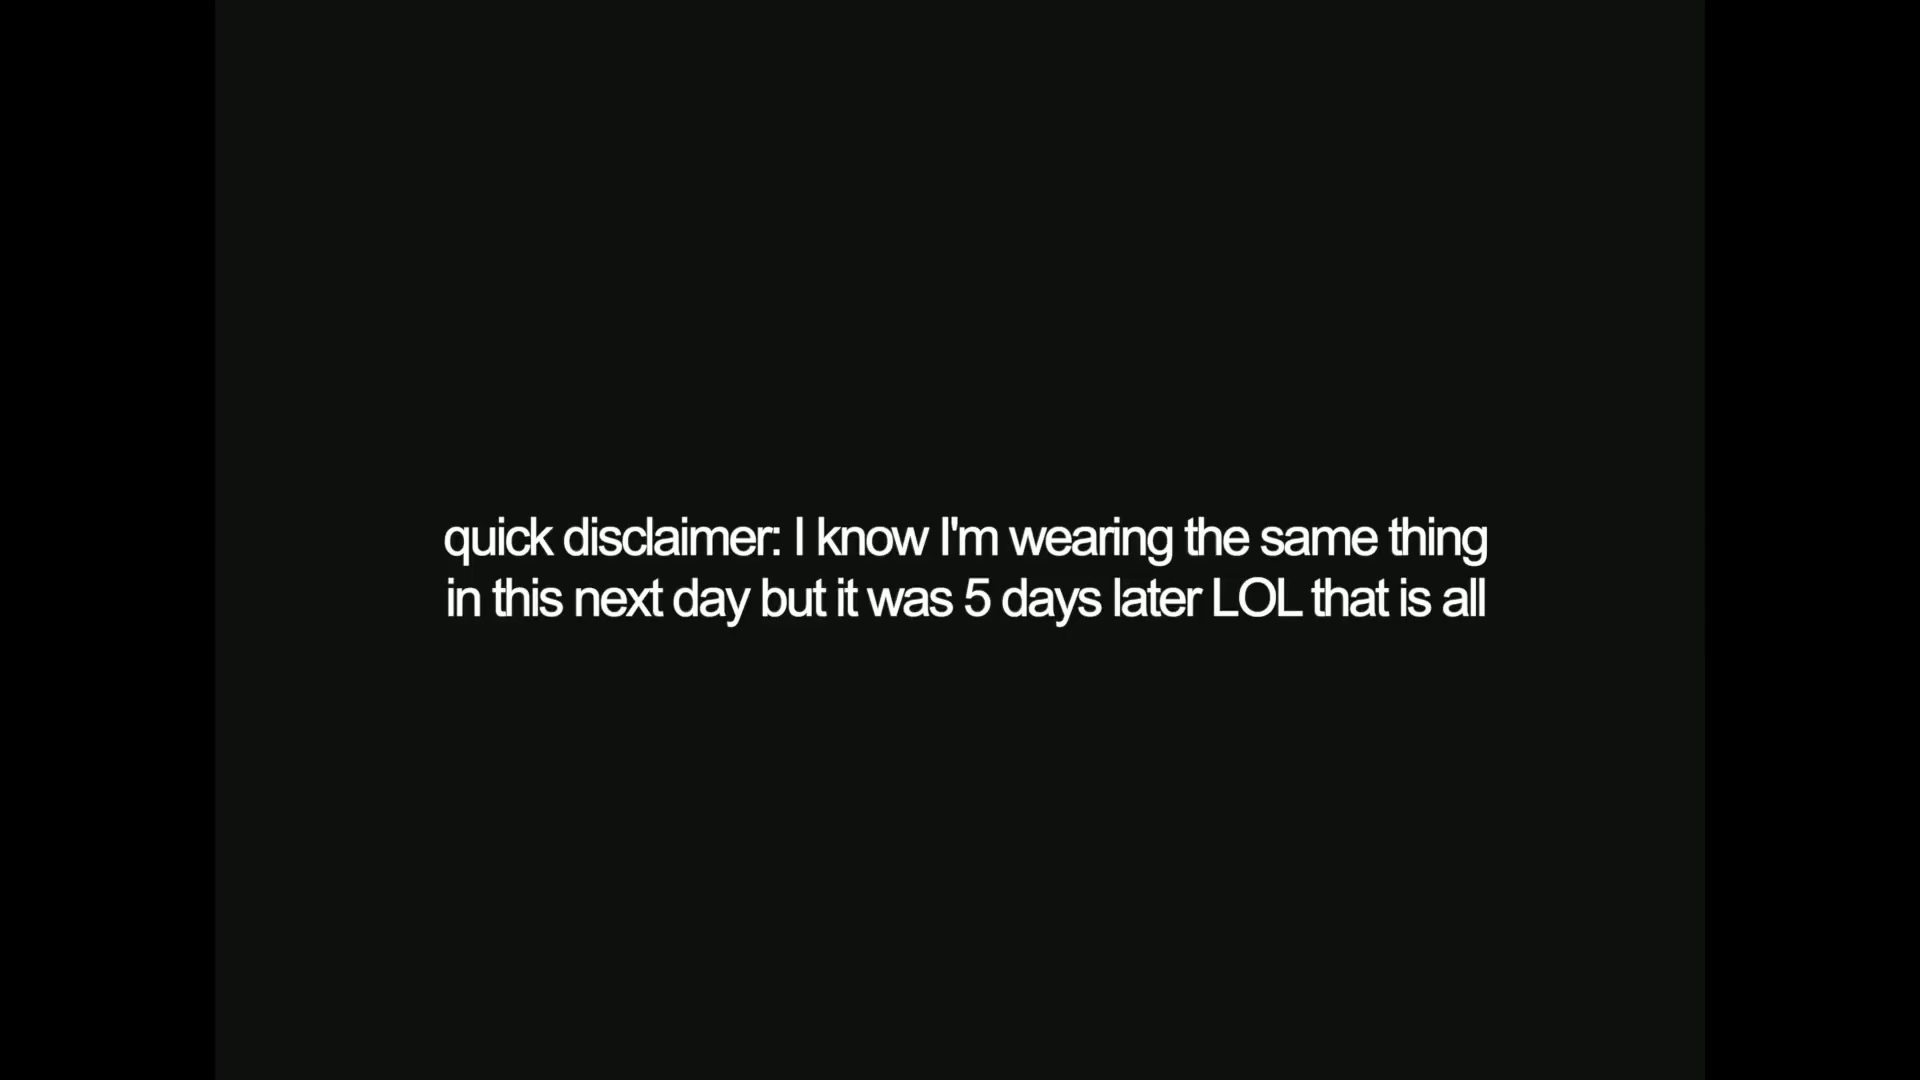 quick disclaimer: I know I'm wearing the same thing
in this next day but it was 5 days later LOL that is all